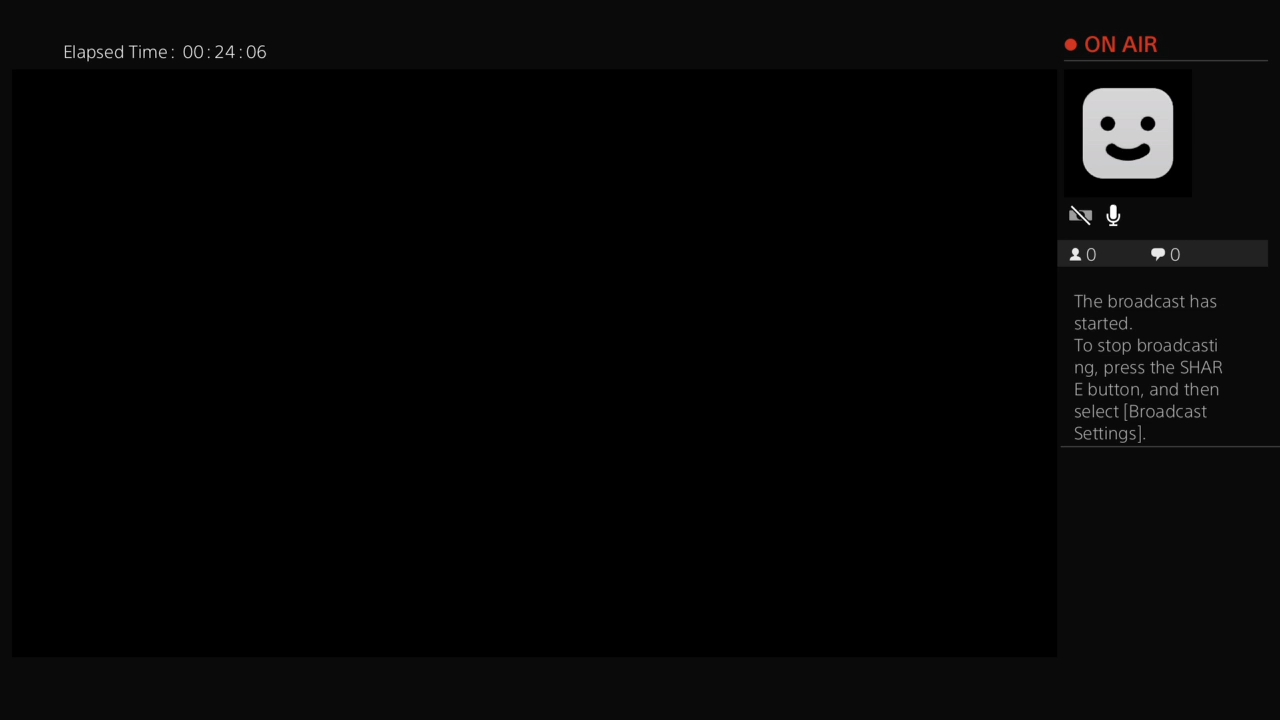 Elapsed Time: 00:24:06
ON AIR
0 0
The broadcast has
started.
To stop broadcasti
ng, press the SHAR
E button, and then
select [Broadcast
Settings].